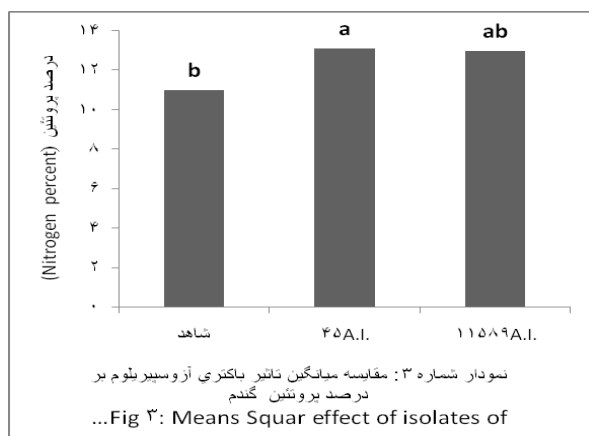 ۱۴
۱۲
۱۰
۸
۶
۴
۲
۰
درصد پروتئین (Nitrogen percent)
b
a
ab
شاهد
۴۵A.I.
۱۱۵۸۹A.I.
نمودار شماره ۳: مقایسه میانگین تاثیر باکتري آزوسپیریلوم بر
درصد پروتئین گندم
...Fig ۳: Means Squar effect of isolates of